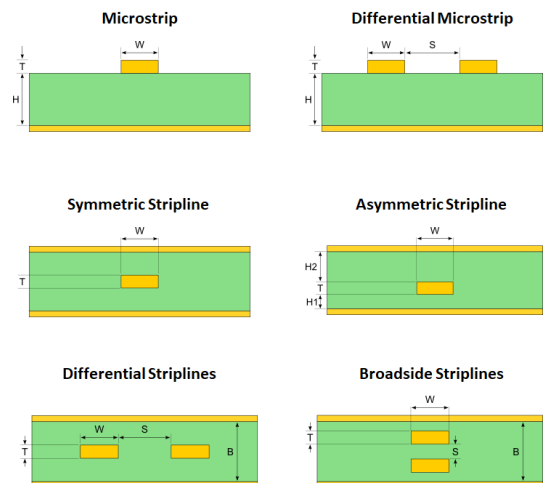 Microstrip
Differential Microstrip
W
T
H
W
S
T
H
Symmetric Stripline
Asymmetric Stripline
W
T
W
H2
T
H1
Differential Striplines
Broadside Striplines
W
S
T
B
W
T
S
B